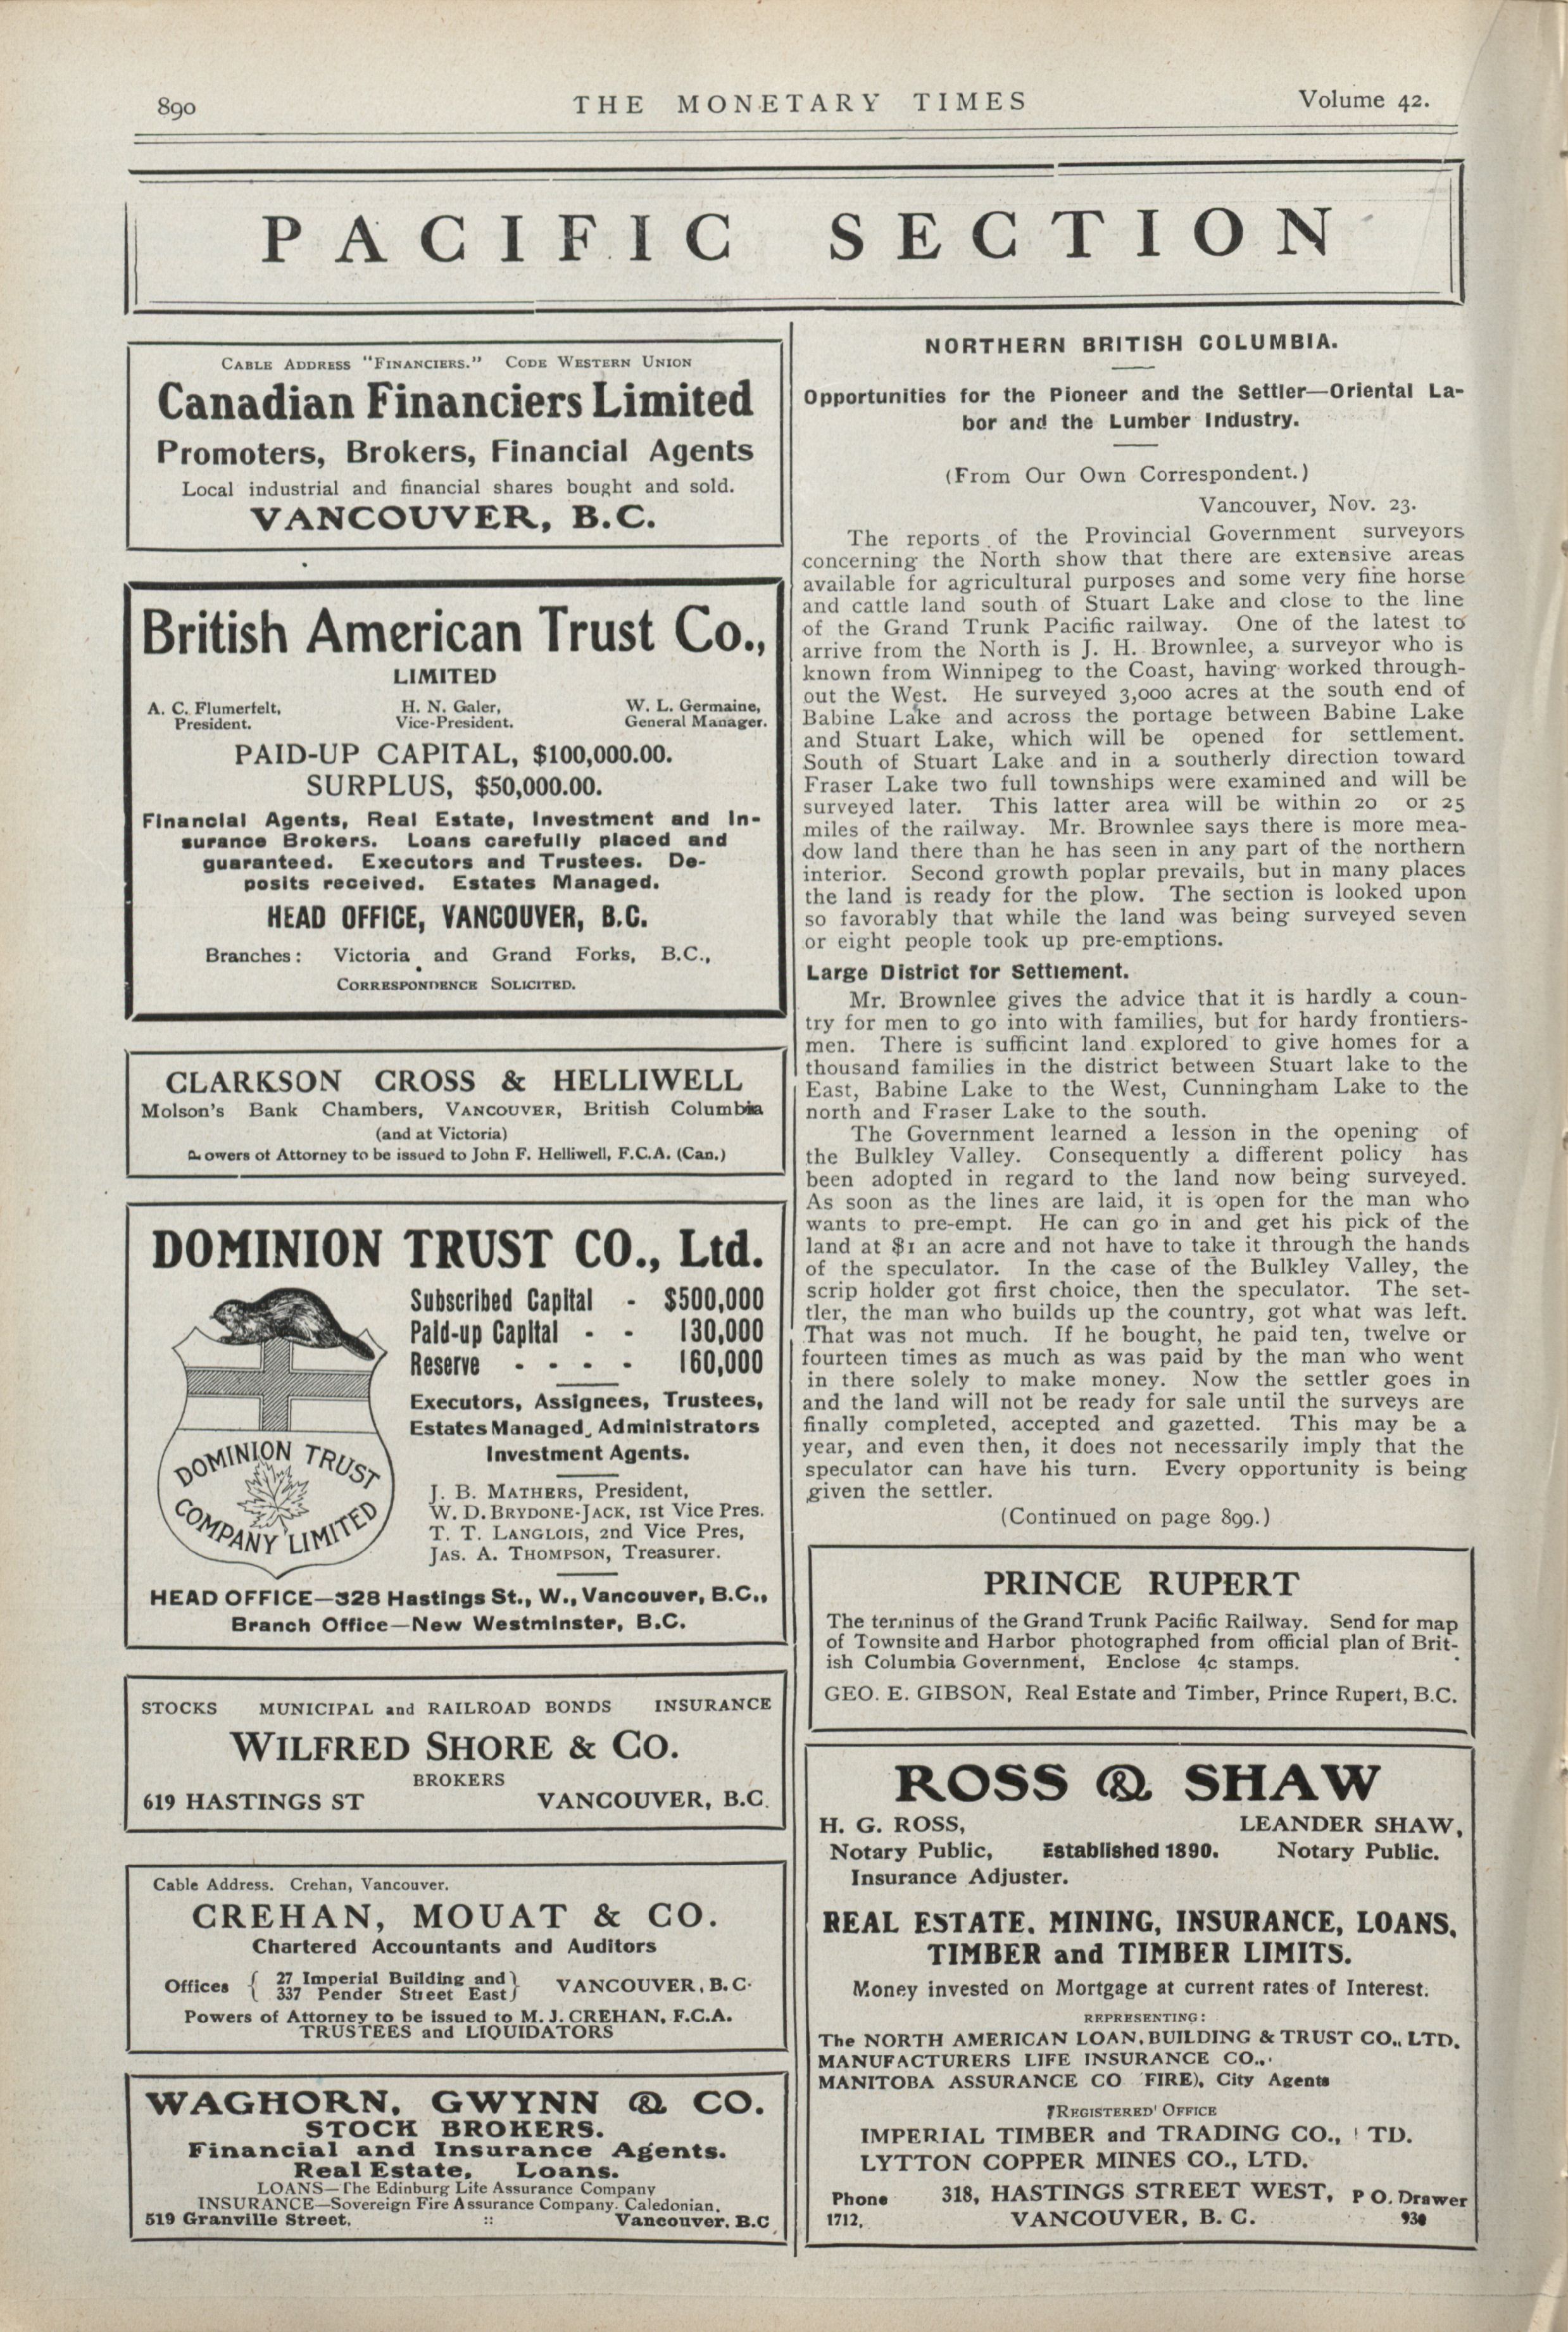 890
THE MONETARY TIMES
Volume 42.
PACIFIC SECTION
CABLE ADDRESS "FINANCIERS." CODE WESTERN UNION
Canadian Financiers Limited
Promoters, Brokers, Financial Agents
Local industrial and financial shares bought and sold.
VANCOUVER, B.C.
British American Trust Co.,
LIMITED
A. C. Flumerfelt, H. N. Galer, W. L. Germaine,
President. Vice-President. General Manager.
PAID-UP CAPITAL, $100,000.00.
SURPLUS, $50,000.00.
Financial Agents, Real Estate, Investment and In-
surance Brokers. Loans carefully placed and
guaranteed. Executors and Trustees. De-
posits received. Estates Managed.
HEAD OFFICE, VANCOUVER, B.C.
Branches: Victoria and Grand Forks, B.C.,
CORRESPONDENCE SOLICITED.
CLARKSON CROSS & HELLIWELL
Molson's Bank Chambers, VANCOUVER, British Columbia
(and at Victoria)
Powers of Attorney to be issued to John F. Helliwell, F.C.A. (Can.)
DOMINION TRUST CO., Ltd.
Subscribed Capital - $500,000
Paid-up Capital - - 130,000
Reserve - - - - 160,000
Executors, Assignees, Trustees,
Estates Managed, Administrators
Investment Agents.
DOMINION TRUST
COMPANY LIMITED
J. B. MATHERS, President,
W. D. BRYDONE-JACK, 1st Vice Pres.
T. T. LANGLOIS, 2nd Vice Pres,
JAS. A. THOMPSON, Treasurer.
HEAD OFFICE—328 Hastings St., W., Vancouver, B.C.,
Branch Office—New Westminster, B.C.
STOCKS MUNICIPAL and RAILROAD BONDS INSURANCE
WILFRED SHORE & CO.
BROKERS
619 HASTINGS ST VANCOUVER, B.C.
Cable Address. Crehan, Vancouver.
CREHAN, MOUAT & CO.
Chartered Accountants and Auditors
Offices { 27 Imperial Building and } VANCOUVER, B.C.
337 Pender Street East
Powers of Attorney to be issued to M. J. CREHAN, F.C.A.
TRUSTEES and LIQUIDATORS
WAGHORN, GWYNN & CO.
STOCK BROKERS.
Financial and Insurance Agents.
Real Estate, Loans.
LOANS—The Edinburg Life Assurance Company
INSURANCE—Sovereign Fire Assurance Company. Caledonian.
519 Granville Street. :: Vancouver, B.C
NORTHERN BRITISH COLUMBIA.
Opportunities for the Pioneer and the Settler—Oriental La-
bor and the Lumber Industry.
(From Our Own Correspondent.)
Vancouver, Nov. 23.
The reports of the Provincial Government surveyors
concerning the North show that there are extensive areas
available for agricultural purposes and some very fine horse
and cattle land south of Stuart Lake and close to the line
of the Grand Trunk Pacific railway. One of the latest to
arrive from the North is J. H. Brownlee, a surveyor who is
known from Winnipeg to the Coast, having worked through-
out the West. He surveyed 3,000 acres at the south end of
Babine Lake and across the portage between Babine Lake
and Stuart Lake, which will be opened for settlement.
South of Stuart Lake and in a southerly direction toward
Fraser Lake two full townships were examined and will be
surveyed later. This latter area will be within 20 or 25
miles of the railway. Mr. Brownlee says there is more mea-
dow land there than he has seen in any part of the northern
interior. Second growth poplar prevails, but in many places
the land is ready for the plow. The section is looked upon
so favorably that while the land was being surveyed seven
or eight people took up pre-emptions.
Large District for Settlement.
Mr. Brownlee gives the advice that it is hardly a coun-
try for men to go into with families, but for hardy frontiers-
men. There is sufficint land explored to give homes for a
thousand families in the district between Stuart lake to the
East, Babine Lake to the West, Cunningham Lake to the
north and Fraser Lake to the south.
The Government learned a lesson in the opening of
the Bulkley Valley. Consequently a different policy has
been adopted in regard to the land now being surveyed.
As soon as the lines are laid, it is open for the man who
wants to pre-empt. He can go in and get his pick of the
land at $1 an acre and not have to take it through the hands
of the speculator. In the case of the Bulkley Valley, the
scrip holder got first choice, then the speculator. The set-
tler, the man who builds up the country, got what was left.
That was not much. If he bought, he paid ten, twelve or
fourteen times as much as was paid by the man who went
in there solely to make money. Now the settler goes in
and the land will not be ready for sale until the surveys are
finally completed, accepted and gazetted. This may be a
year, and even then, it does not necessarily imply that the
speculator can have his turn. Every opportunity is being
given the settler.
(Continued on page 899.)
PRINCE RUPERT
The terminus of the Grand Trunk Pacific Railway. Send for map
of Townsite and Harbor photographed from official plan of Brit-
ish Columbia Government, Enclose 4c stamps.
GEO. E. GIBSON, Real Estate and Timber, Prince Rupert, B.C.
ROSS & SHAW
H. G. ROSS, LEANDER SHAW,
Notary Public, Established 1890. Notary Public.
Insurance Adjuster.
REAL ESTATE. MINING, INSURANCE, LOANS,
TIMBER and TIMBER LIMITS.
Money invested on Mortgage at current rates of Interest.
REPRESENTING:
The NORTH AMERICAN LOAN, BUILDING & TRUST CO., LTD.
MANUFACTURERS LIFE INSURANCE CO.,
MANITOBA ASSURANCE CO FIRE), City Agents
REGISTERED OFFICE
IMPERIAL TIMBER and TRADING CO., TD.
LYTTON COPPER MINES CO., LTD.
Phone 318, HASTINGS STREET WEST, P O. Drawer
1712, VANCOUVER, B. C. 930